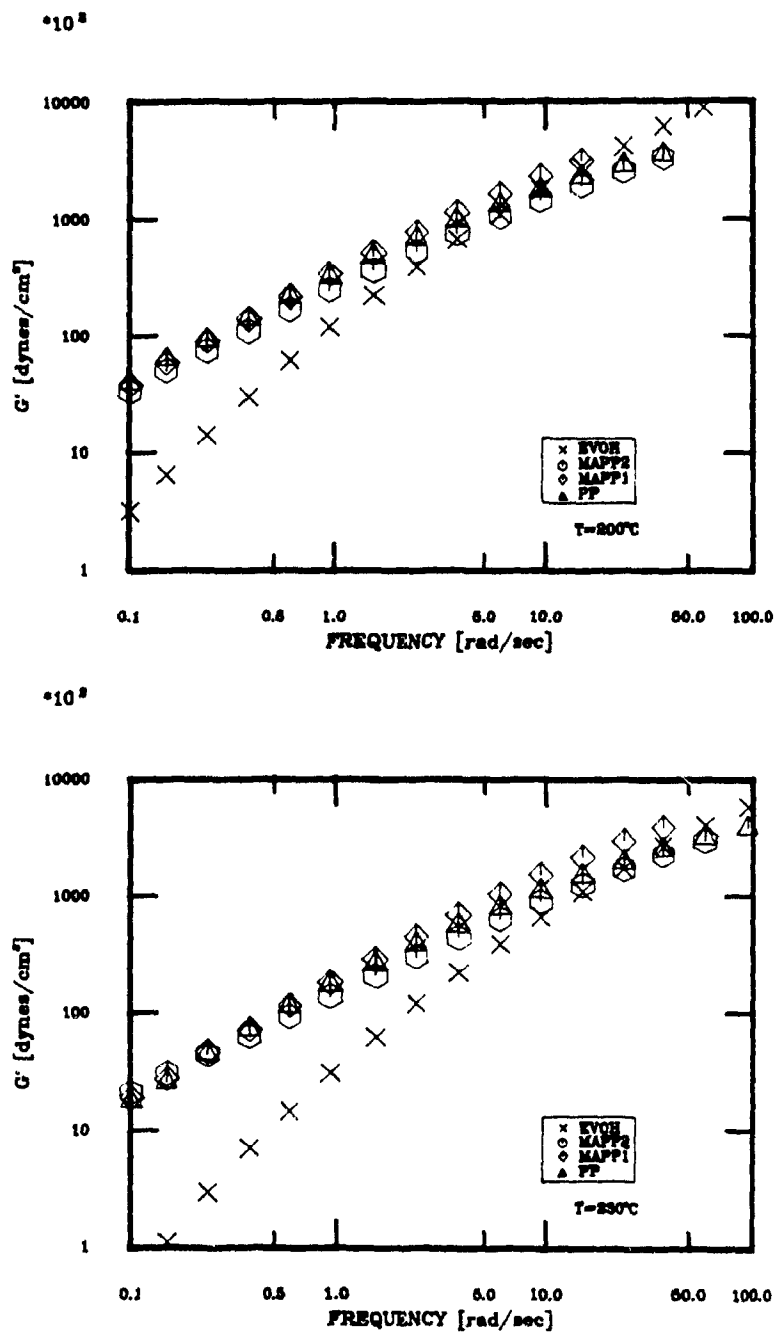 *10²
10000
1000
100
10
1
G' [dynes/cm²]
× EVOH
MAPP2
MAPP1
PP
T=200°C
0.1 0.5 1.0 5.0 10.0 50.0 100.0
FREQUENCY [rad/sec]
*10²
10000
1000
100
10
1
G' [dynes/cm²]
× EVOH
MAPP2
MAPP1
PP
T=230°C
0.1 0.5 1.0 5.0 10.0 50.0 100.0
FREQUENCY [rad/sec]